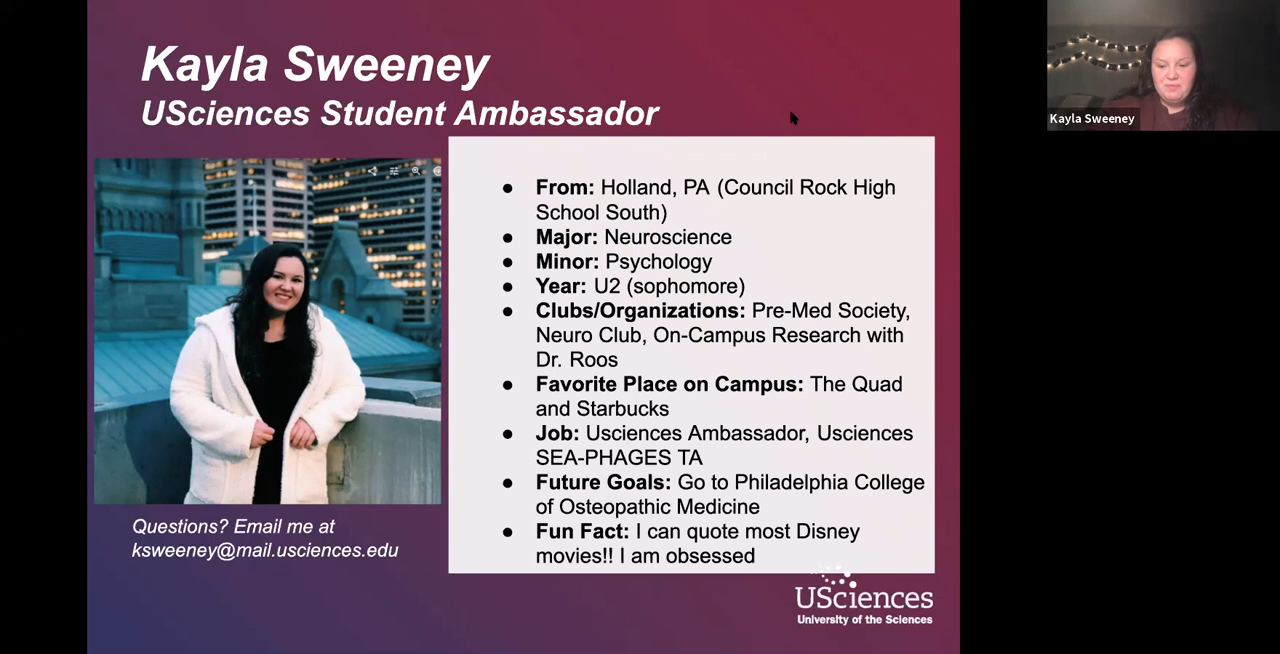 Kayla Sweeney
USciences Student Ambassador
● From: Holland, PA (Council Rock High
School South)
● Major: Neuroscience
● Minor: Psychology
● Year: U2 (sophomore)
● Clubs/Organizations: Pre-Med Society,
Neuro Club, On-Campus Research with
Dr. Roos
● Favorite Place on Campus: The Quad
and Starbucks
● Job: Usciences Ambassador, Usciences
SEA-PHAGES TA
● Future Goals: Go to Philadelphia College
of Osteopathic Medicine
● Fun Fact: I can quote most Disney
movies!! I am obsessed
Questions? Email me at
ksweeney@mail.usciences.edu
USciences
University of the Sciences
Kayla Sweeney